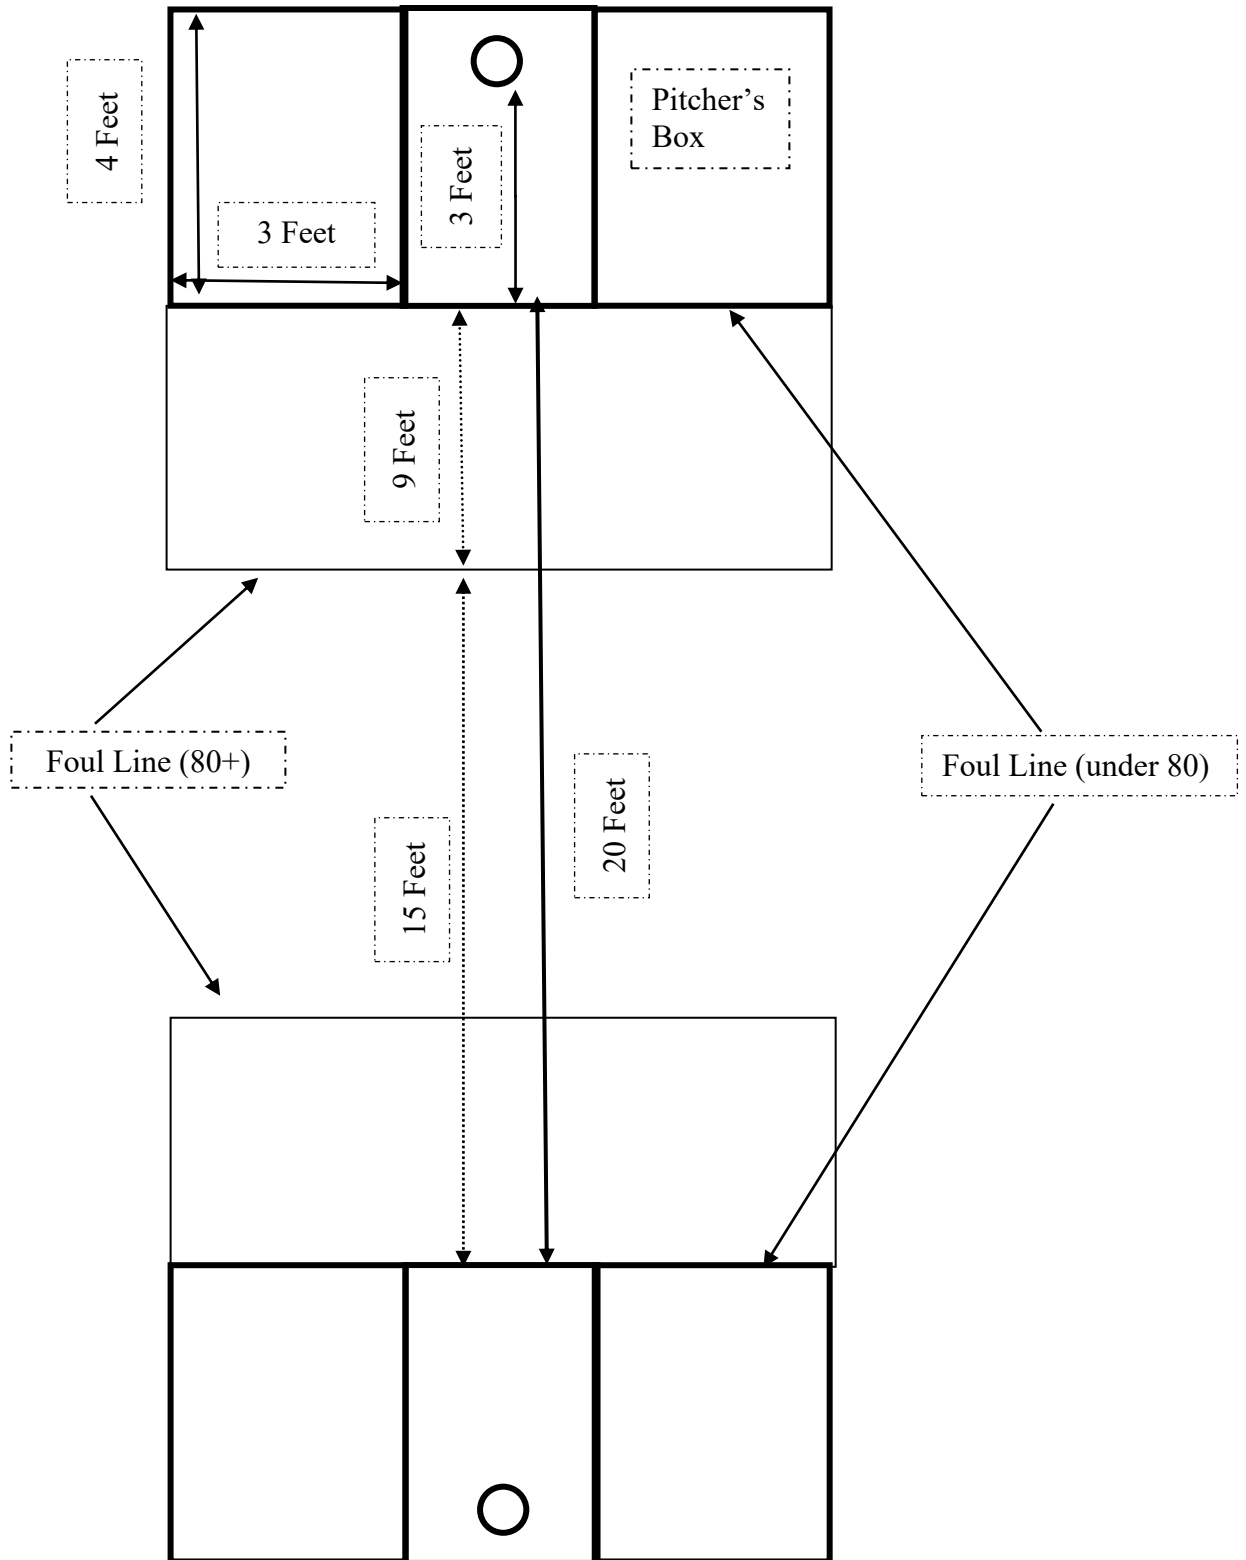 4 Feet
3 Feet
3 Feet
Pitcher’s
Box
9 Feet
Foul Line (80+)
Foul Line (under 80)
15 Feet
20 Feet